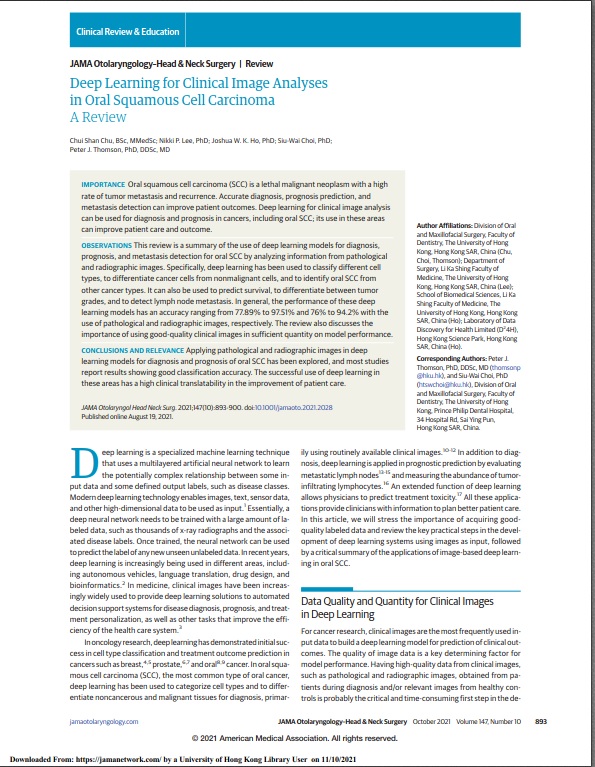 Clinical Review & Education
JAMA Otolaryngology–Head & Neck Surgery | Review
Deep Learning for Clinical Image Analyses
in Oral Squamous Cell Carcinoma
A Review
Chui Shan Chu, BSc, MMedSc; Nikki P. Lee, PhD; Joshua W. K. Ho, PhD; Siu-Wai Choi, PhD;
Peter J. Thomson, PhD, DDSc, MD
IMPORTANCE Oral squamous cell carcinoma (SCC) is a lethal malignant neoplasm with a high
rate of tumor metastasis and recurrence. Accurate diagnosis, prognosis prediction, and
metastasis detection can improve patient outcomes. Deep learning for clinical image analysis
can be used for diagnosis and prognosis in cancers, including oral SCC; its use in these areas
can improve patient care and outcome.
OBSERVATIONS This review is a summary of the use of deep learning models for diagnosis,
prognosis, and metastasis detection for oral SCC by analyzing information from pathological
and radiographic images. Specifically, deep learning has been used to classify different cell
types, to differentiate cancer cells from nonmalignant cells, and to identify oral SCC from
other cancer types. It can also be used to predict survival, to differentiate between tumor
grades, and to detect lymph node metastasis. In general, the performance of these deep
learning models has an accuracy ranging from 77.89% to 97.51% and 76% to 94.2% with the
use of pathological and radiographic images, respectively. The review also discusses the
importance of using good-quality clinical images in sufficient quantity on model performance.
CONCLUSIONS AND RELEVANCE Applying pathological and radiographic images in deep
learning models for diagnosis and prognosis of oral SCC has been explored, and most studies
report results showing good classification accuracy. The successful use of deep learning in
these areas has a high clinical translatability in the improvement of patient care.
JAMA Otolaryngol Head Neck Surg. 2021;147(10):893-900. doi:10.1001/jamaoto.2021.2028
Published online August 19, 2021.
Author Affiliations: Division of Oral
and Maxillofacial Surgery, Faculty of
Dentistry, The University of Hong
Kong, Hong Kong SAR, China (Chu,
Choi, Thomson); Department of
Surgery, Li Ka Shing Faculty of
Medicine, The University of Hong
Kong, Hong Kong SAR, China (Lee);
School of Biomedical Sciences, Li Ka
Shing Faculty of Medicine, The
University of Hong Kong, Hong Kong
SAR, China (Ho); Laboratory of Data
Discovery for Health Limited (D²4H),
Hong Kong Science Park, Hong Kong
SAR, China (Ho).
Corresponding Authors: Peter J.
Thomson, PhD, DDSc, MD (thomsonp
@hku.hk), and Siu-Wai Choi, PhD
(htswchoi@hku.hk), Division of Oral
and Maxillofacial Surgery, Faculty of
Dentistry, The University of Hong
Kong, Prince Philip Dental Hospital,
34 Hospital Rd, Sai Ying Pun,
Hong Kong SAR, China.
Deep learning is a specialized machine learning technique
that uses a multilayered artificial neural network to learn
the potentially complex relationship between some in-
put data and some defined output labels, such as disease classes.
Modern deep learning technology enables images, text, sensor data,
and other high-dimensional data to be used as input.¹ Essentially, a
deep neural network needs to be trained with a large amount of la-
beled data, such as thousands of x-ray radiographs and the associ-
ated disease labels. Once trained, the neural network can be used
to predict the label of any new unseen unlabeled data. In recent years,
deep learning is increasingly being used in different areas, includ-
ing autonomous vehicles, language translation, drug design, and
bioinformatics.² In medicine, clinical images have been increas-
ingly widely used to provide deep learning solutions to automated
decision support systems for disease diagnosis, prognosis, and treat-
ment personalization, as well as other tasks that improve the effi-
ciency of the health care system.³
In oncology research, deep learning has demonstrated initial suc-
cess in cell type classification and treatment outcome prediction in
cancers such as breast,⁴,⁵ prostate,⁶,⁷ and oral⁸,⁹ cancer. In oral squa-
mous cell carcinoma (SCC), the most common type of oral cancer,
deep learning has been used to categorize cell types and to differ-
entiate noncancerous and malignant tissues for diagnosis, primar-
ily using routinely available clinical images.¹⁰⁻¹² In addition to diag-
nosis, deep learning is applied in prognostic prediction by evaluating
metastatic lymph nodes¹³⁻¹⁵ and measuring the abundance of tumor-
infiltrating lymphocytes.¹⁶ An extended function of deep learning
allows physicians to predict treatment toxicity.¹⁷ All these applica-
tions provide clinicians with information to plan better patient care.
In this article, we will stress the importance of acquiring good-
quality labeled data and review the key practical steps in the devel-
opment of deep learning systems using images as input, followed
by a critical summary of the applications of image-based deep learn-
ing in oral SCC.
Data Quality and Quantity for Clinical Images
in Deep Learning
For cancer research, clinical images are the most frequently used in-
put data to build a deep learning model for prediction of clinical out-
comes. The quality of image data is a key determining factor for
model performance. Having high-quality data from clinical images,
such as pathological and radiographic images, obtained from pa-
tients during diagnosis and/or relevant images from healthy con-
trols is probably the critical and time-consuming first step in the de-
jamaotolaryngology.com
JAMA Otolaryngology–Head & Neck Surgery October 2021 Volume 147, Number 10 893
© 2021 American Medical Association. All rights reserved.
Downloaded From: https://jamanetwork.com/ by a University of Hong Kong Library User on 11/10/2021